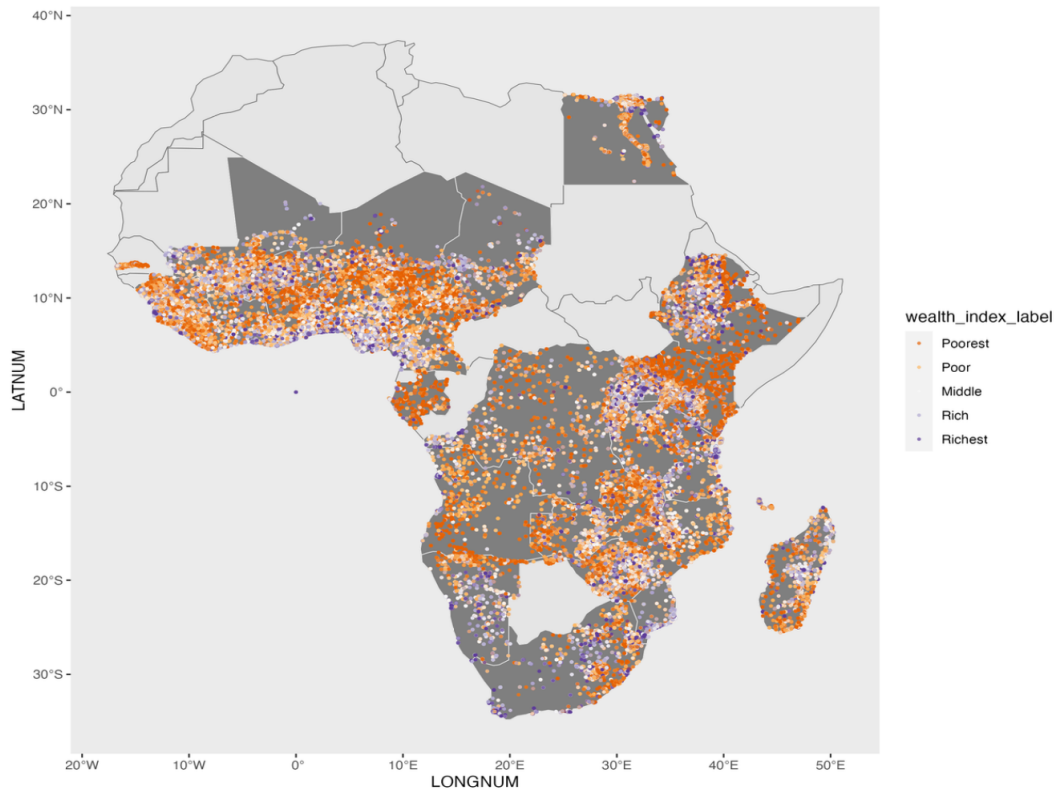 40°N
30°N
20°N
10°N
0°
10°S
20°S
30°S
LATNUM
20°W 10°W 0° 10°E 20°E 30°E 40°E 50°E
LONGNUM
wealth_index_label
Poorest
Poor
Middle
Rich
Richest